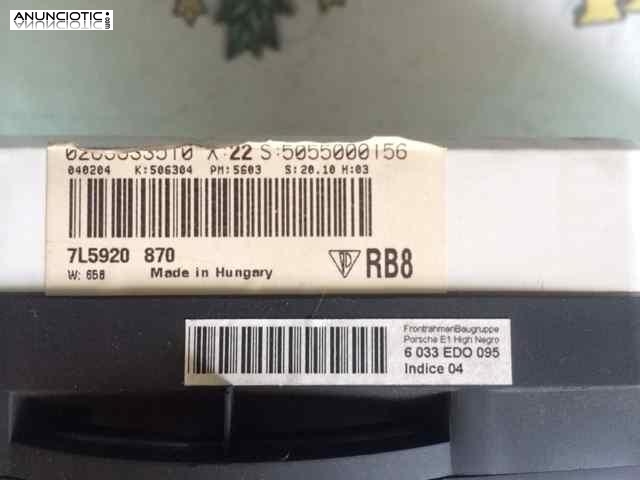 ANUNCIOTIC.com
X:22 S:5055000156
040204 K:506304 PM:5603 S:20.10 H:03
7L5920 870
W: 658 Made in Hungary RB8
FrontrahmenBaugruppe
Porsche E1 High Negro
6 033 EDO 095
Indice 04